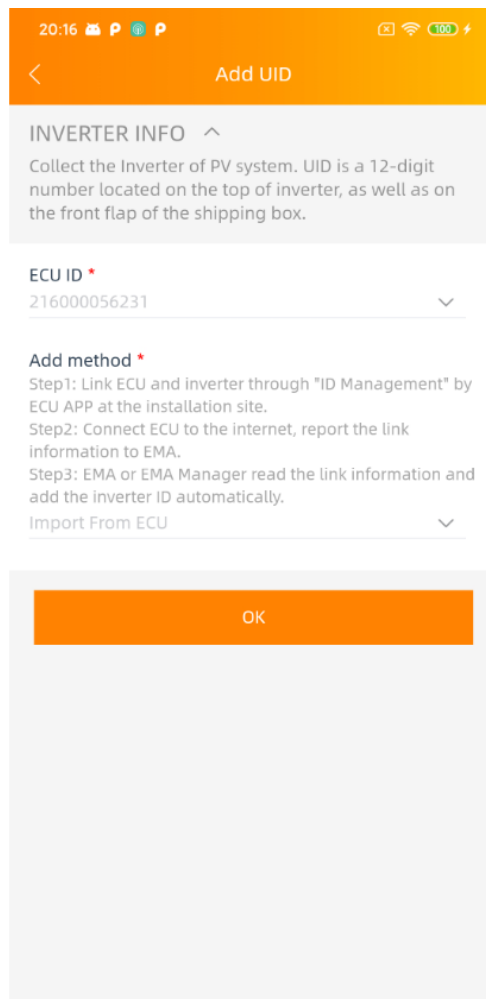 20:16 P P 100
Add UID
INVERTER INFO
Collect the Inverter of PV system. UID is a 12-digit
number located on the top of inverter, as well as on
the front flap of the shipping box.
ECU ID *
216000056231
Add method *
Step1: Link ECU and inverter through "ID Management" by
ECU APP at the installation site.
Step2: Connect ECU to the internet, report the link
information to EMA.
Step3: EMA or EMA Manager read the link information and
add the inverter ID automatically.
Import From ECU
OK